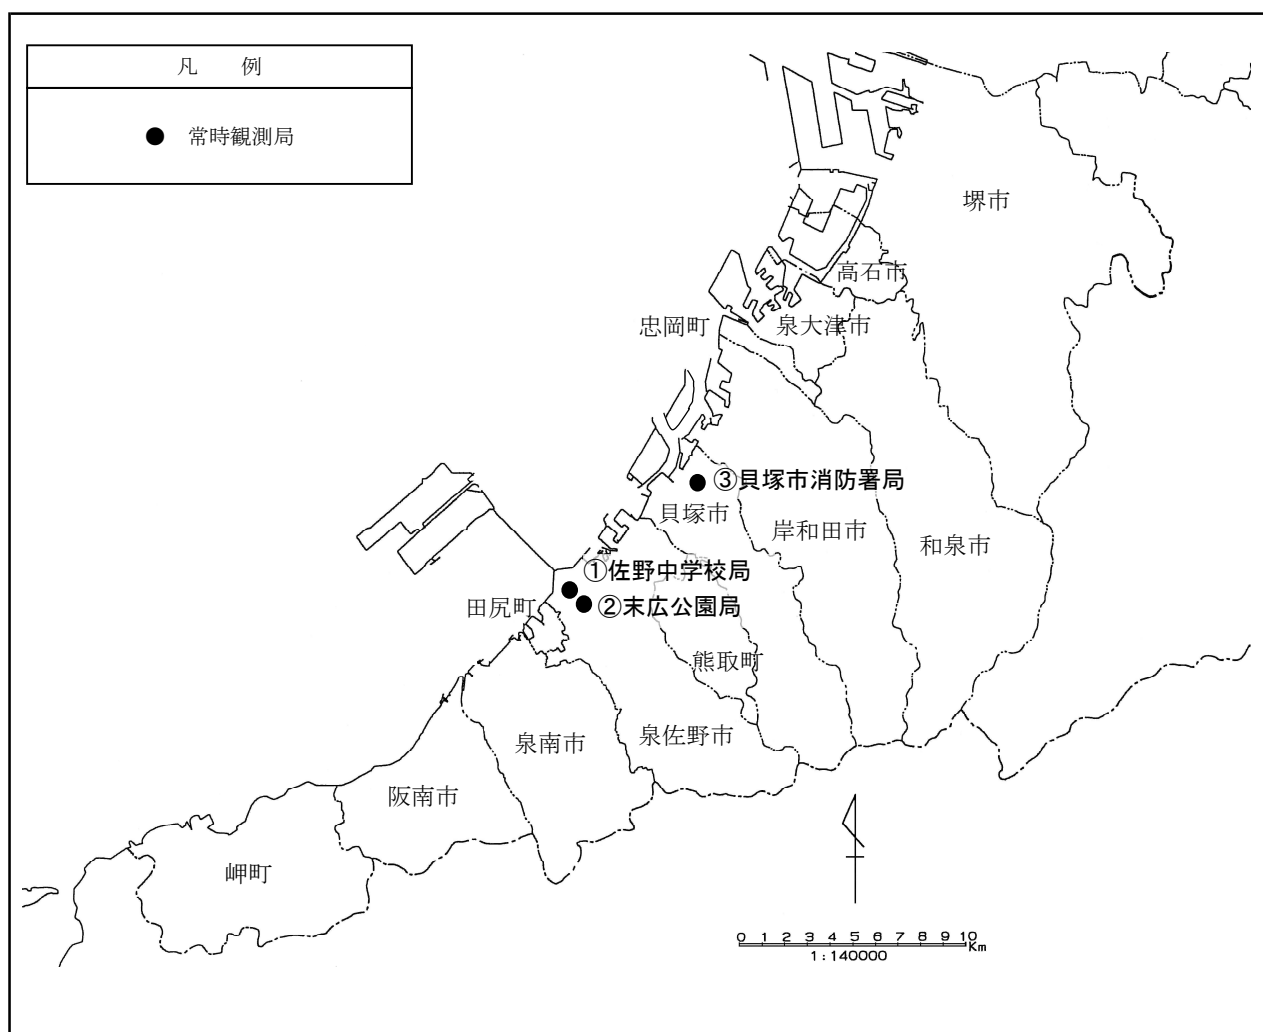 凡 例
常時観測局
堺市
高石市
泉大津市
忠岡町
③貝塚市消防署局
貝塚市
岸和田市
和泉市
①佐野中学校局
②末広公園局
田尻町
熊取町
泉南市
泉佐野市
阪南市
岬町
0 1 2 3 4 5 6 7 8 9 10
Km
1:140000